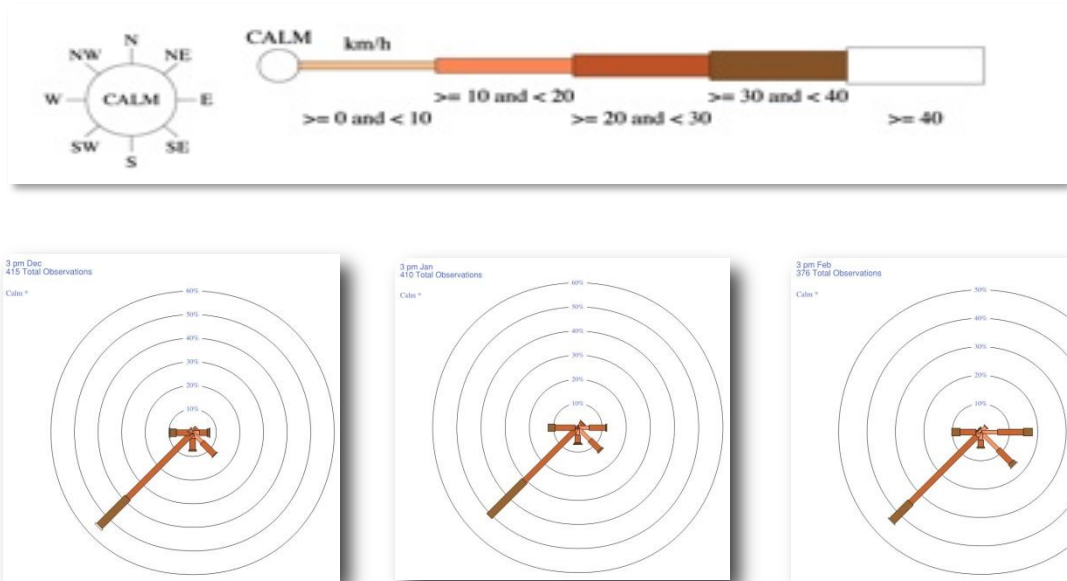 N
NW
NE
W
CALM
E
SW
SE
S
CALM
km/h
>= 10 and < 20
>= 30 and < 40
>= 0 and < 10
>= 20 and < 30
>= 40
3 pm Dec
415 Total Observations
Calm *
60%
50%
40%
30%
20%
10%
3 pm Jan
410 Total Observations
Calm *
60%
50%
40%
30%
20%
10%
3 pm Feb
376 Total Observations
Calm *
50%
40%
30%
20%
10%